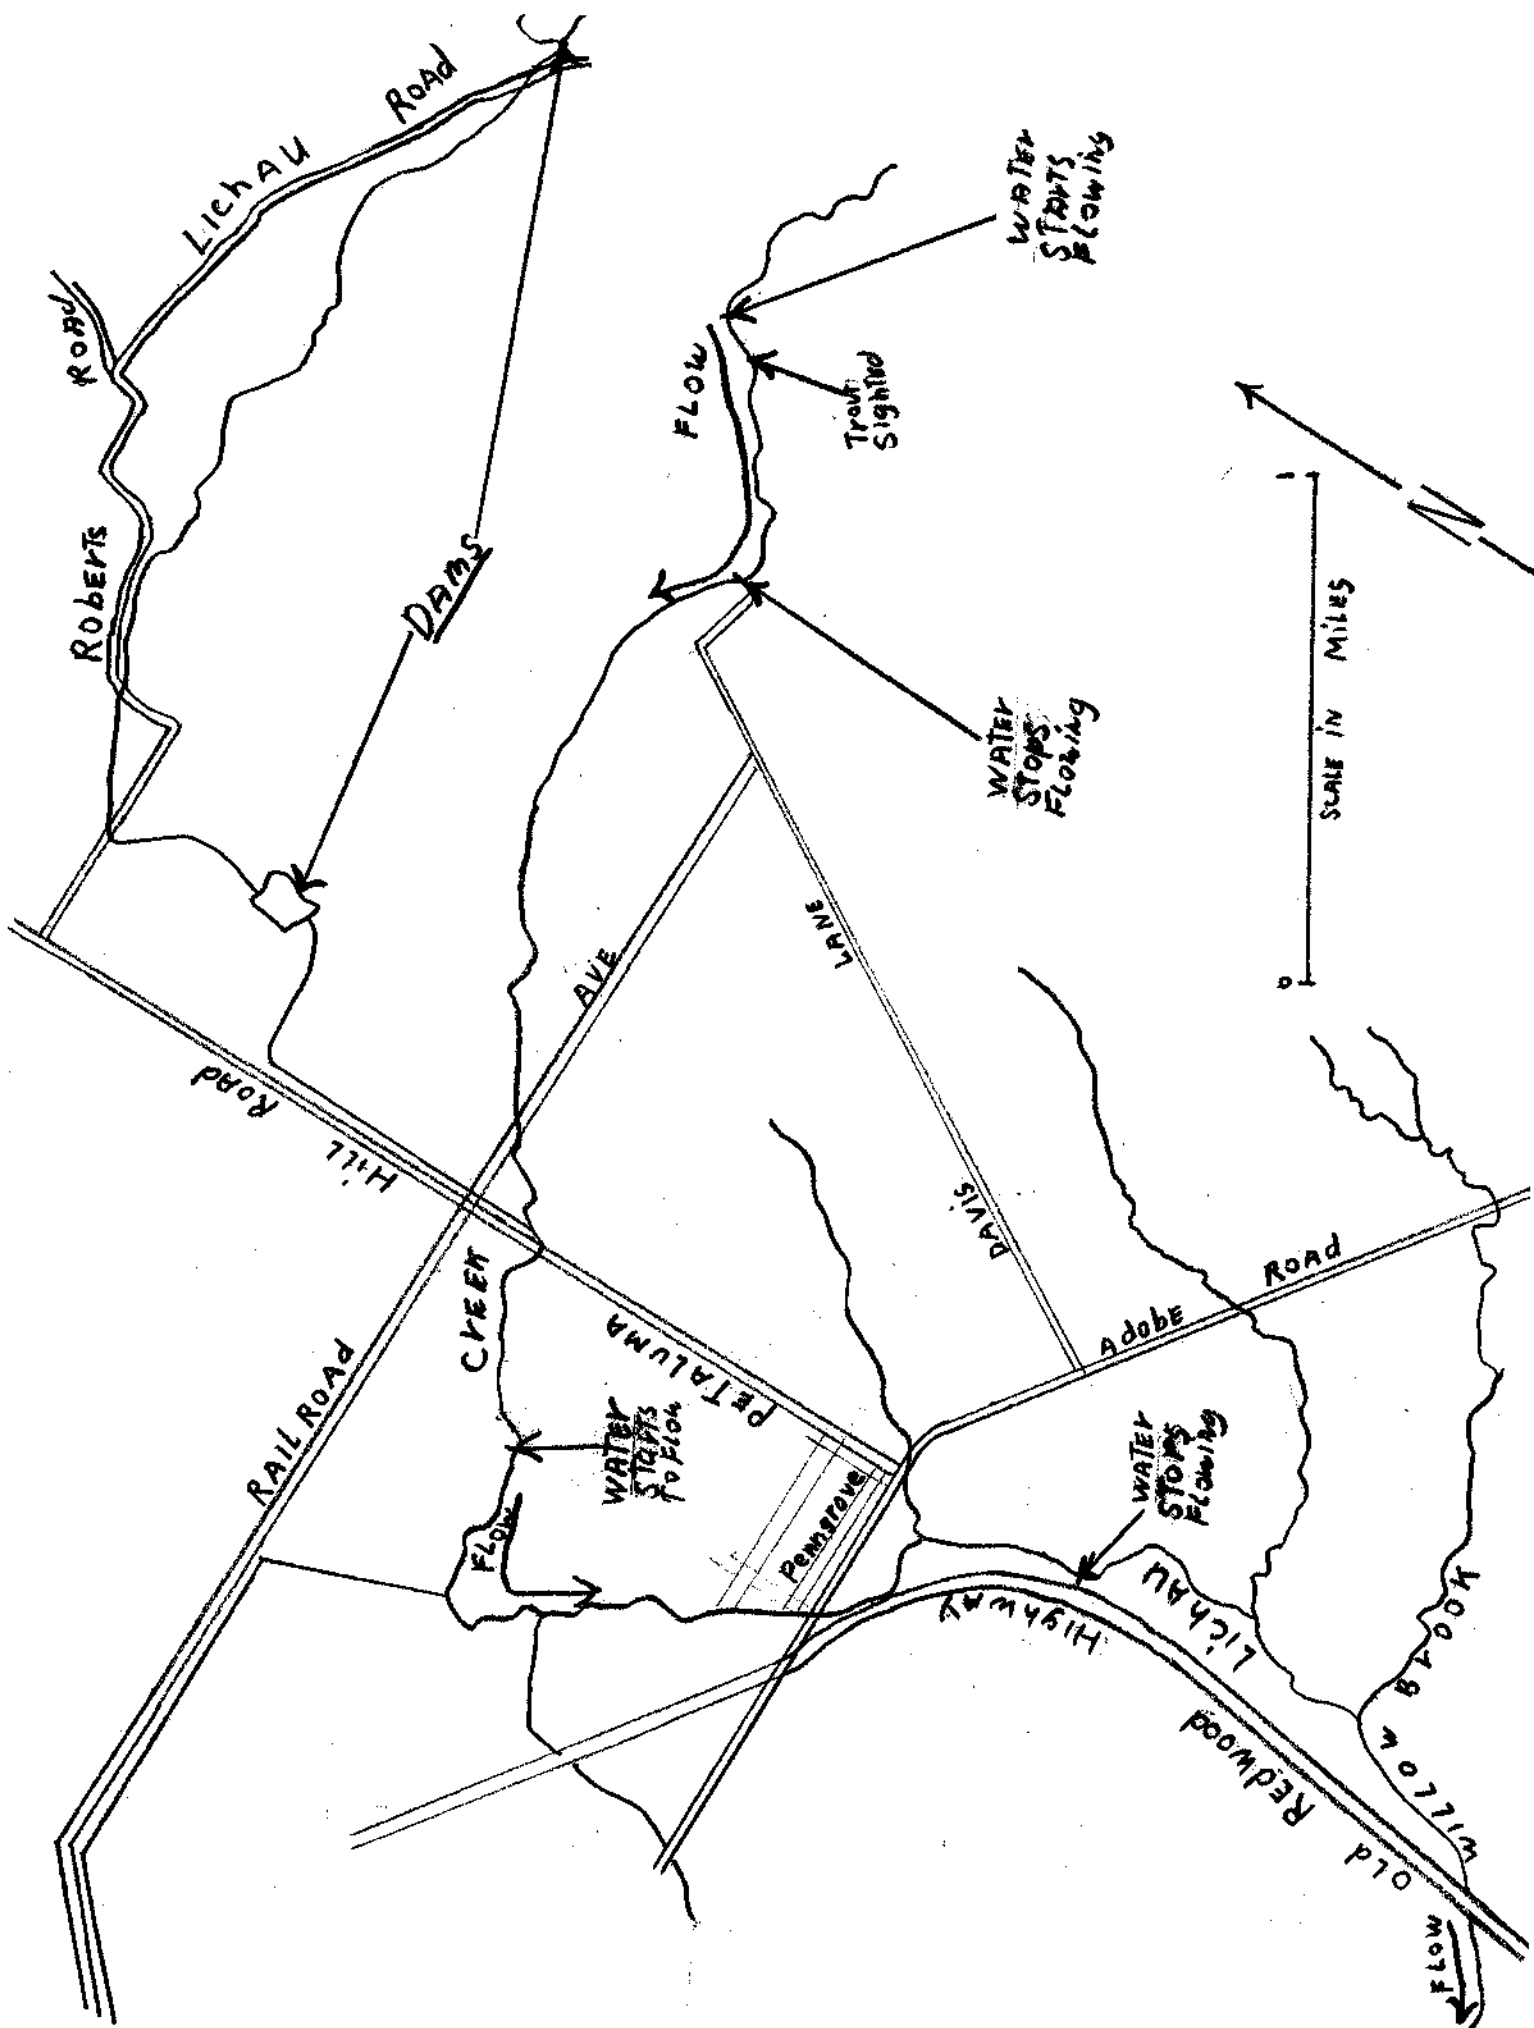 LichAU ROAd
ROAd
RObErTs
DAmS
FLOW
WATEr
STArTS
FLOwing
Trout
Sighted
WATEr
STOPS
FLOwing
1
N
SCALE IN MiLES
0
AVE
LANE
DAVIS
ROAd
Hill
PETALUMA
CrEEK
RAILROAd
WATEr
STArTS
TO FLOW
FLOW
Penngrove
AdobE ROAd
WATEr
STOPS
FLOwing
LichAU
Highway
REdwood
OLd
WILLOW BrOOK
FLOW